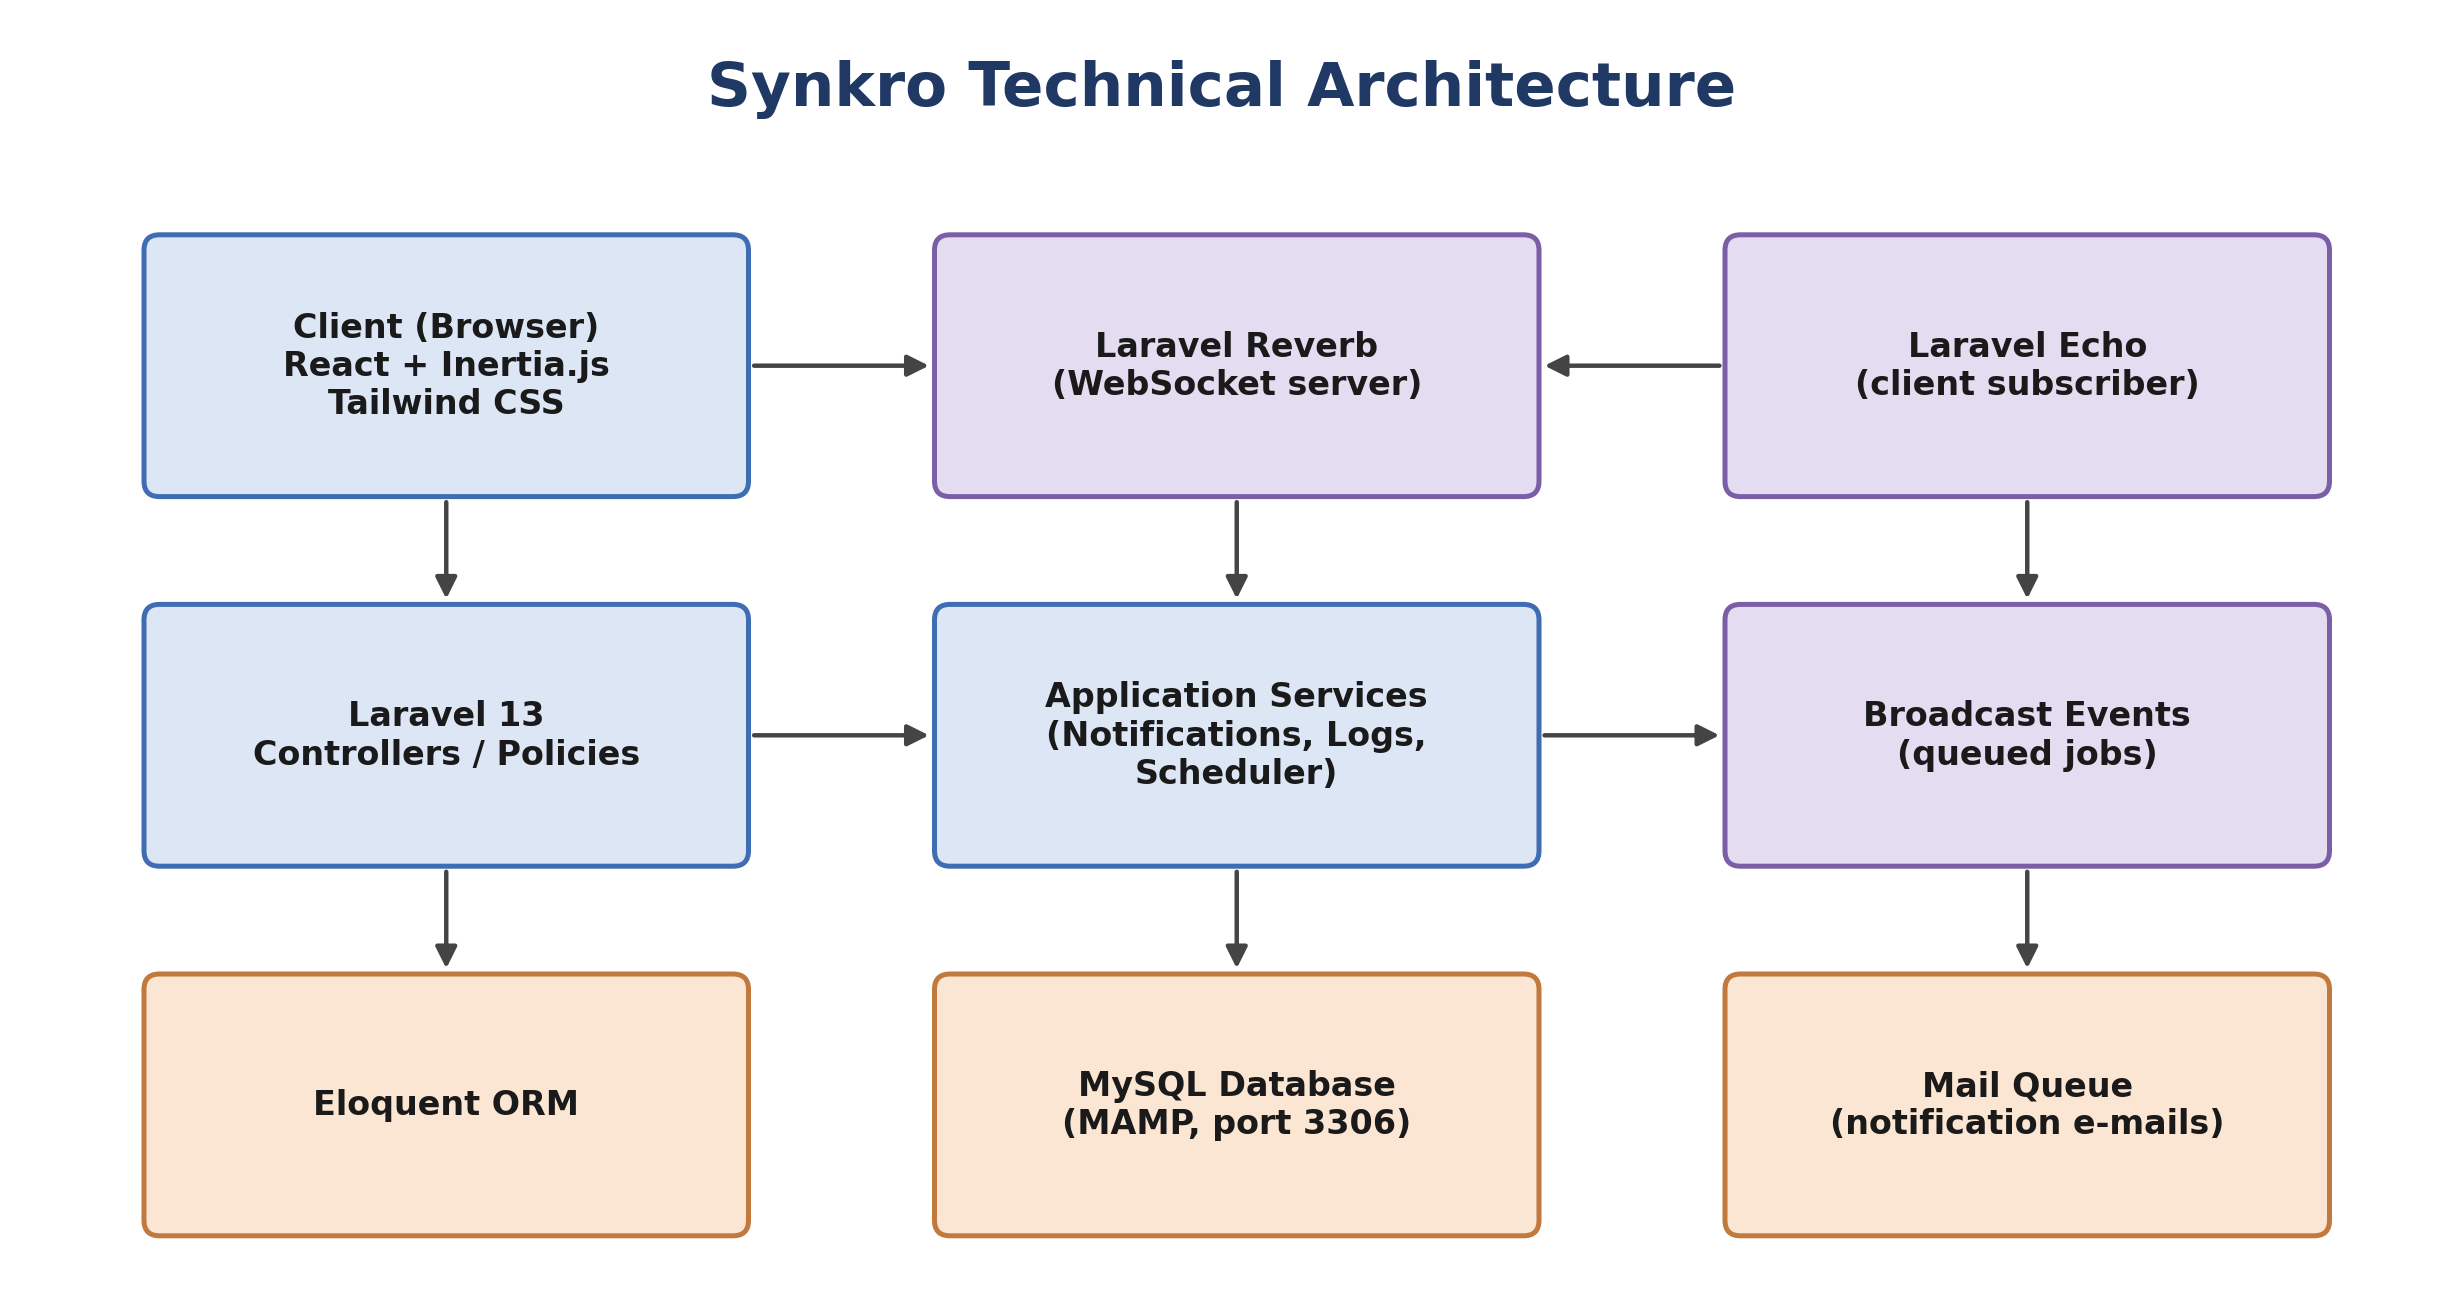 Synkro Technical Architecture
Client (Browser)
React + Inertia.js
Tailwind CSS
Laravel Reverb
(WebSocket server)
Laravel Echo
(client subscriber)
Laravel 13
Controllers / Policies
Application Services
(Notifications, Logs,
Scheduler)
Broadcast Events
(queued jobs)
Eloquent ORM
MySQL Database
(MAMP, port 3306)
Mail Queue
(notification e-mails)